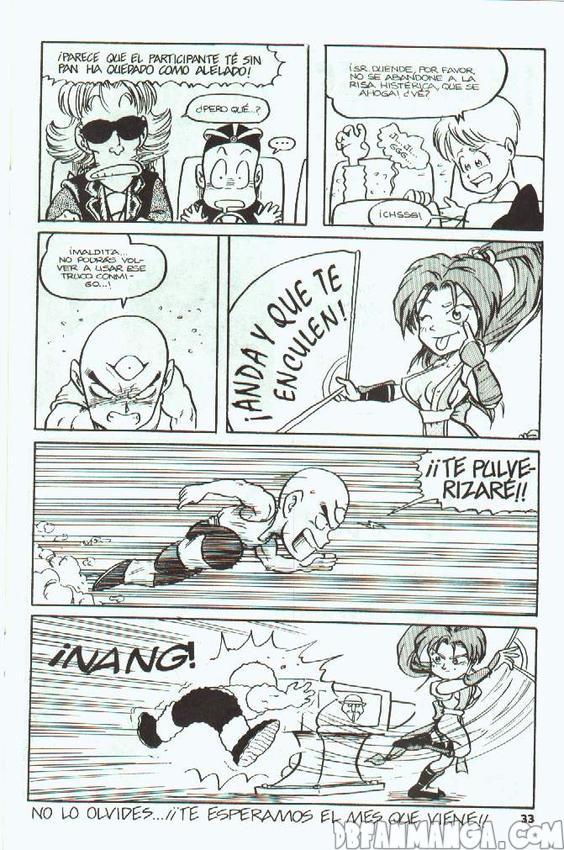 ¡PARECE QUE EL PARTICIPANTE TÉ SIN
PAN HA QUEDADO COMO ALELADO!
¿PERO QUÉ..?
...
¡SR. DUENDE, POR FAVOR,
NO SE ABANDONE A LA
RISA HISTÉRICA, QUE SE
AHOGA! ¿VÉ?
¡CHSSS!
¡MALDITA...
NO PODRÁS VOL-
VER A USAR ESE
TRUCO CONMI-
GO...!
¡ANDA Y QUE TE
ENCULEN!
¡¡TE PULVE-
RIZARÉ!!
¡NANG!
NO LO OLVIDES...¡¡TE ESPERAMOS EL MES QUE VIENE!!
33
DBFANMANGA.COM